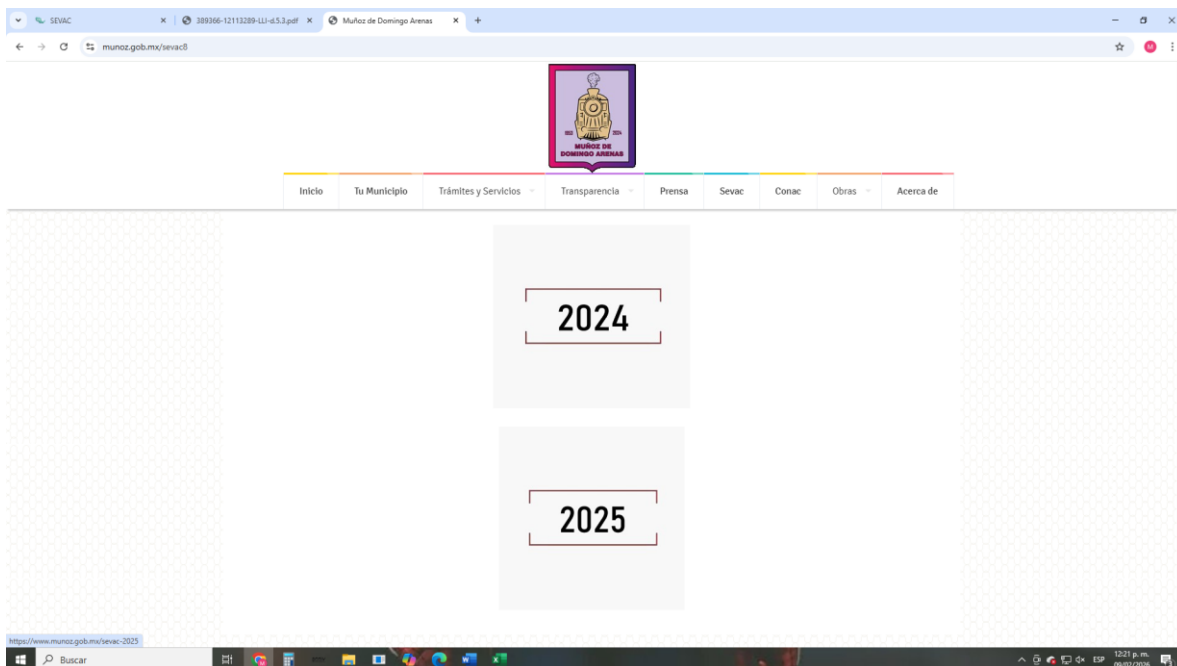 SEVAC
389366-12113289-LLI-d.5.3.pdf
Muñoz de Domingo Arenas
munoz.gob.mx/sevac8
M
MUÑOZ DE
DOMINGO ARENAS
Inicio
Tu Municipio
Trámites y Servicios
Transparencia
Prensa
Sevac
Conac
Obras
Acerca de
2024
2025
https://www.munoz.gob.mx/sevac-2025
Buscar
ESP
12:21 p. m.